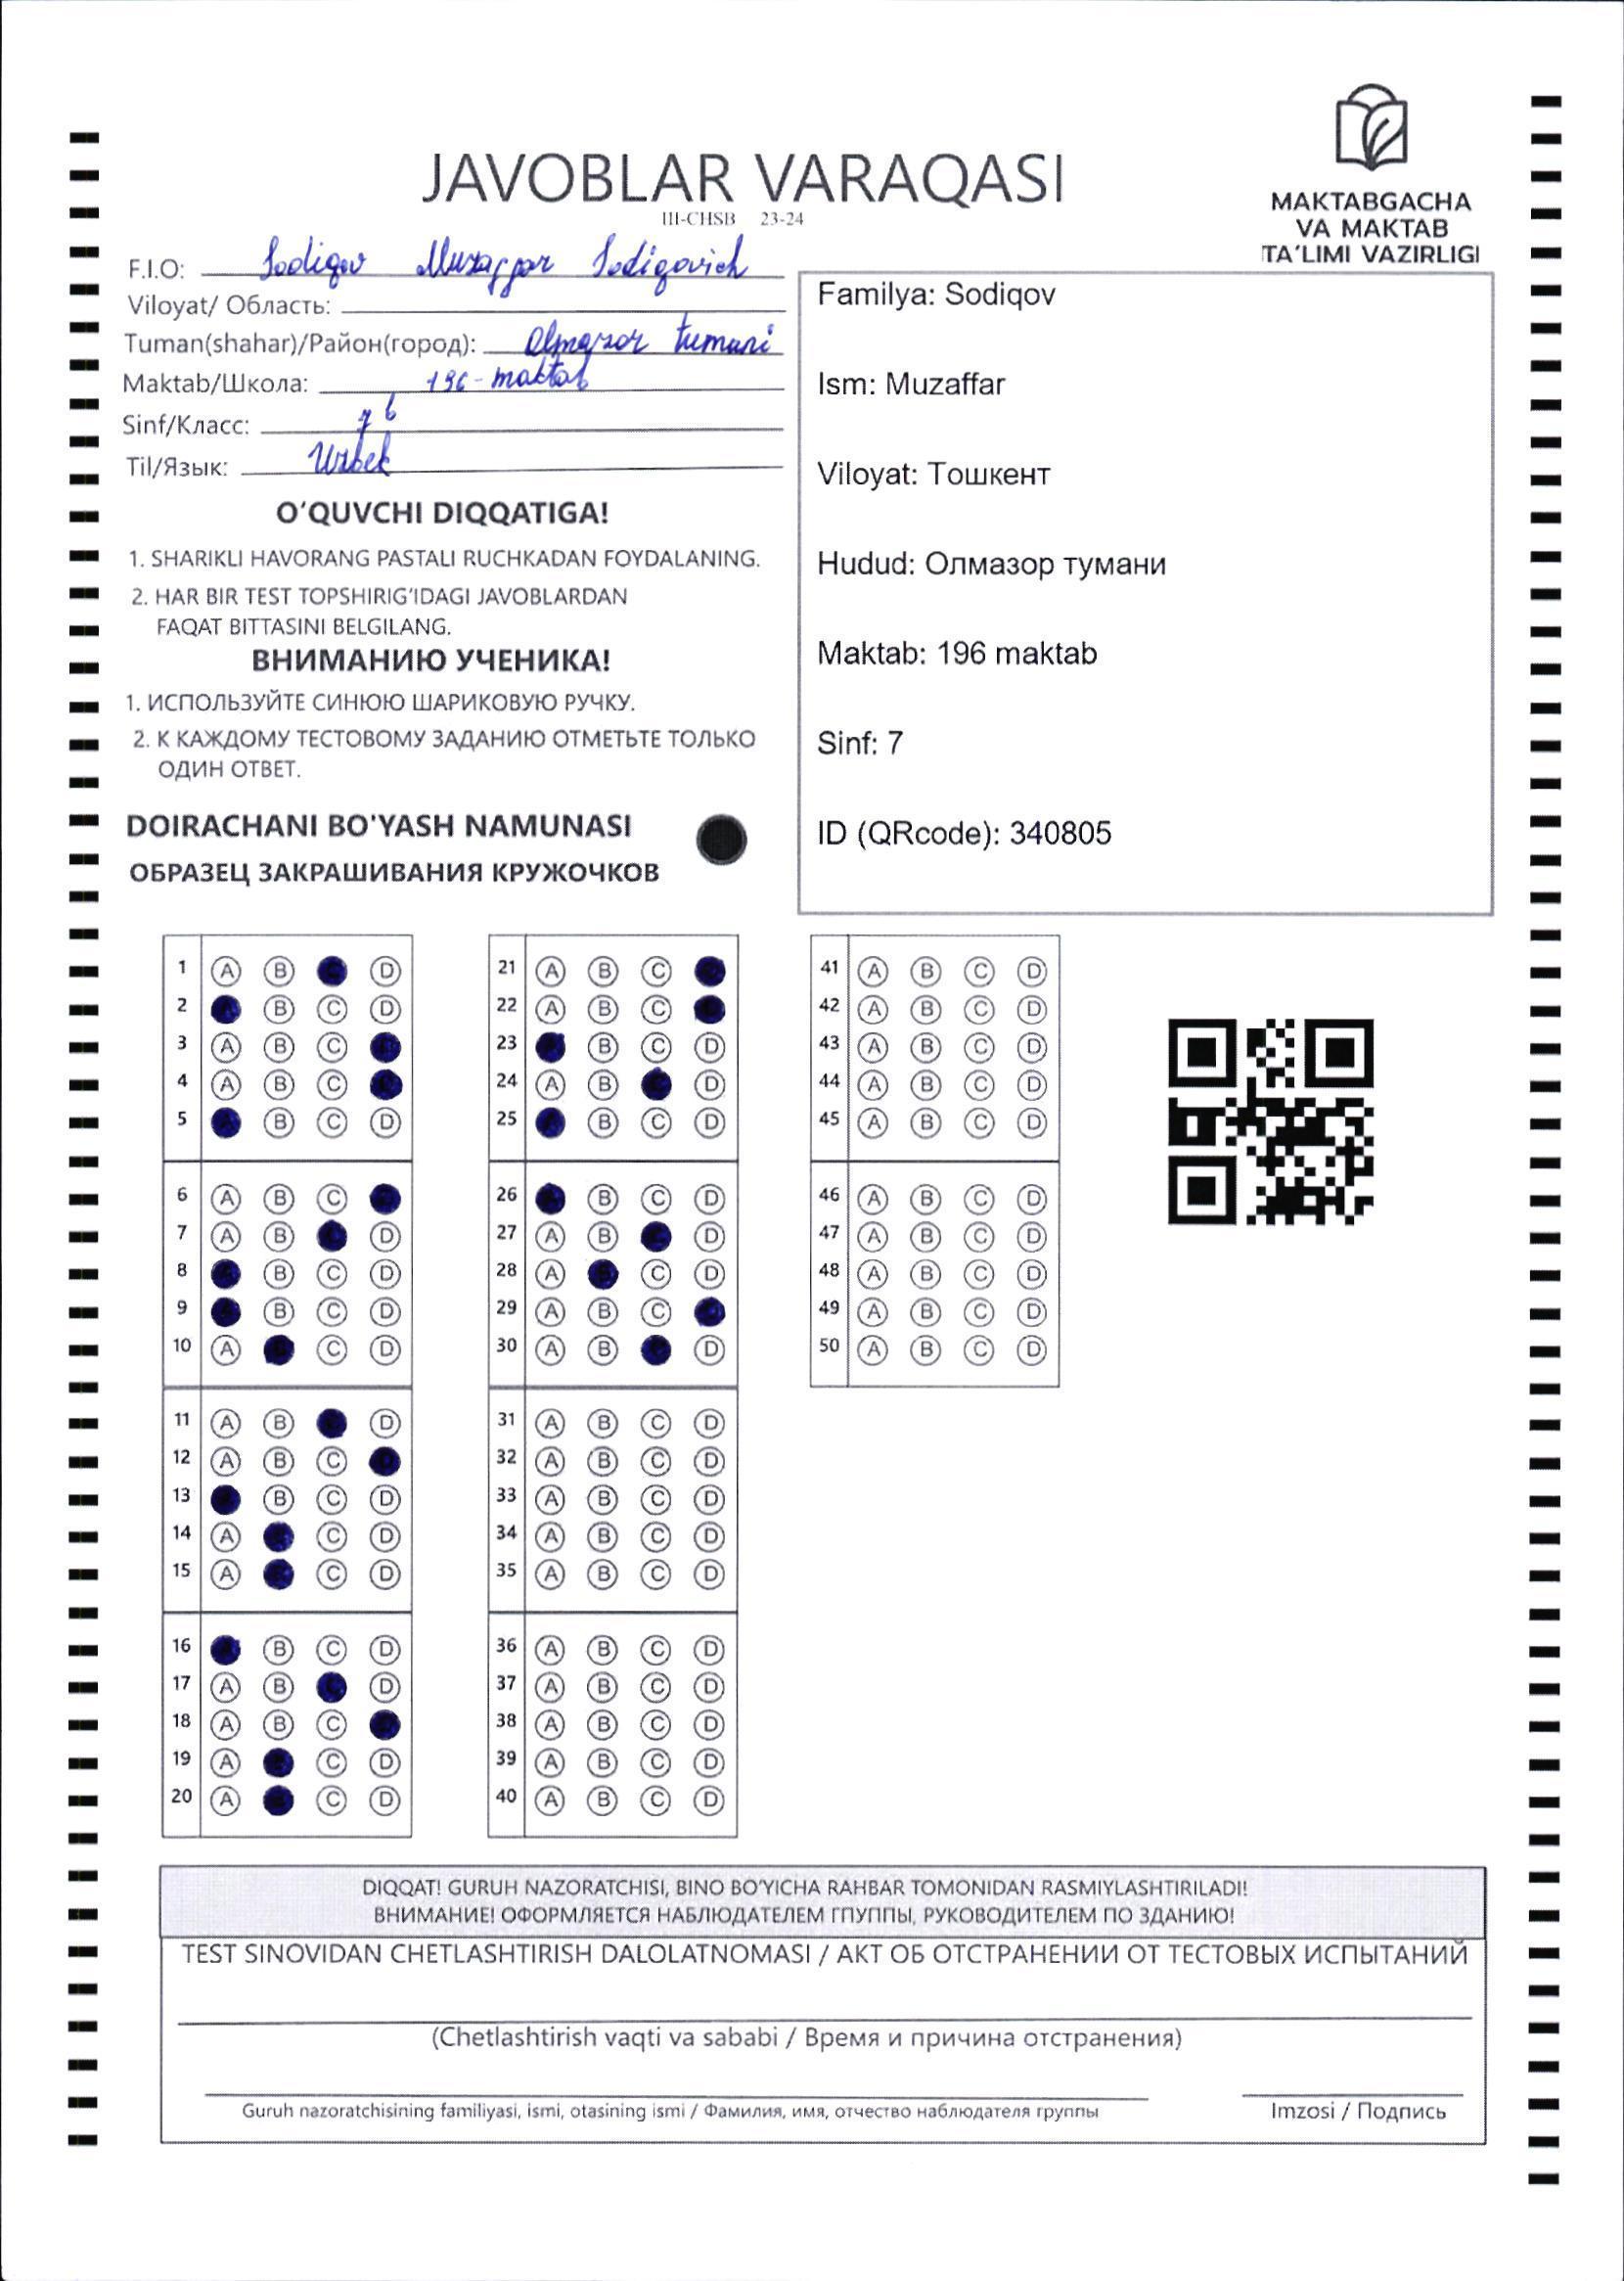 JAVOBLAR VARAQASI
III-CHSB 23-24
MAKTABGACHA
VA MAKTAB
TA'LIMI VAZIRLIGI
F.I.O: Sodiqov Muzaffar Sodiqovich
Viloyat/ Область:
Tuman(shahar)/Район(город): Olmazor tumani
Maktab/Школа: 196-maktab
Sinf/Класс: 7 b
Til/Язык: Uzbek
O'QUVCHI DIQQATIGA!
1. SHARIKLI HAVORANG PASTALI RUCHKADAN FOYDALANING.
2. HAR BIR TEST TOPSHIRIG'IDAGI JAVOBLARDAN
FAQAT BITTASINI BELGILANG.
ВНИМАНИЮ УЧЕНИКА!
1. ИСПОЛЬЗУЙТЕ СИНЮЮ ШАРИКОВУЮ РУЧКУ.
2. К КАЖДОМУ ТЕСТОВОМУ ЗАДАНИЮ ОТМЕТЬТЕ ТОЛЬКО
ОДИН ОТВЕТ.
DOIRACHANI BO'YASH NAMUNASI
ОБРАЗЕЦ ЗАКРАШИВАНИЯ КРУЖОЧКОВ
Familya: Sodiqov
Ism: Muzaffar
Viloyat: Тошкент
Hudud: Олмазор тумани
Maktab: 196 maktab
Sinf: 7
ID (QRcode): 340805
1 A B D
2 B C D
3 A B C
4 A B C
5 B C D
6 A B C
7 A B D
8 B C D
9 B C D
10 A C D
11 A B D
12 A B C
13 B C D
14 A C D
15 A C D
16 B C D
17 A B D
18 A B C
19 A C D
20 A C D
21 A B C
22 A B C
23 B C D
24 A B D
25 B C D
26 B C D
27 A B D
28 A C D
29 A B C
30 A B D
31 A B C D
32 A B C D
33 A B C D
34 A B C D
35 A B C D
36 A B C D
37 A B C D
38 A B C D
39 A B C D
40 A B C D
41 A B C D
42 A B C D
43 A B C D
44 A B C D
45 A B C D
46 A B C D
47 A B C D
48 A B C D
49 A B C D
50 A B C D
DIQQAT! GURUH NAZORATCHISI, BINO BO'YICHA RAHBAR TOMONIDAN RASMIYLASHTIRILADI!
ВНИМАНИЕ! ОФОРМЛЯЕТСЯ НАБЛЮДАТЕЛЕМ ГПУППЫ, РУКОВОДИТЕЛЕМ ПО ЗДАНИЮ!
TEST SINOVIDAN CHETLASHTIRISH DALOLATNOMASI / АКТ ОБ ОТСТРАНЕНИИ ОТ ТЕСТОВЫХ ИСПЫТАНИЙ
(Chetlashtirish vaqti va sababi / Время и причина отстранения)
Guruh nazoratchisining familiyasi, ismi, otasining ismi / Фамилия, имя, отчество наблюдателя группы
Imzosi / Подпись